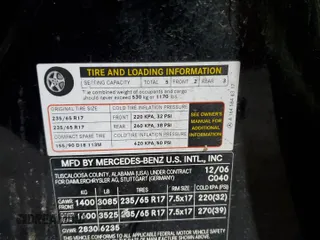 TIRE AND LOADING INFORMATION
SEATING CAPACITY TOTAL 5 FRONT 2 REAR 3
The combined weight of occupants and cargo
should never exceed 530 kg or 1170 lbs.
ORIGINAL TIRE SIZE COLD TIRE INFLATION PRESSURE
235/65 R17 FRONT 220 KPA, 32 PSI
235/65 R17 REAR 260 KPA, 38 PSI
COMPACT SPARE TIRE COLD TIRE INFLATION PRESSURE
155/90 D18 113M 420 KPA, 60 PSI
SEE OWNER'S
MANUAL FOR
ADDITIONAL
INFORMATION
MFD BY MERCEDES-BENZ U.S. INTL., INC
TUSCALOOSA COUNTY, ALABAMA (USA) UNDER CONTRACT
FOR DAIMLERCHRYSLER AG, STUTTGART/GERMANY
12/06
C040
KG LB TIRES RIM SIZE COLD KPA (PSI)
1400 3085 235/65 R17 7.5x17 220(32)
1600 3525 235/65 R17 7.5x17 270(39)
GVWR 2830 6235